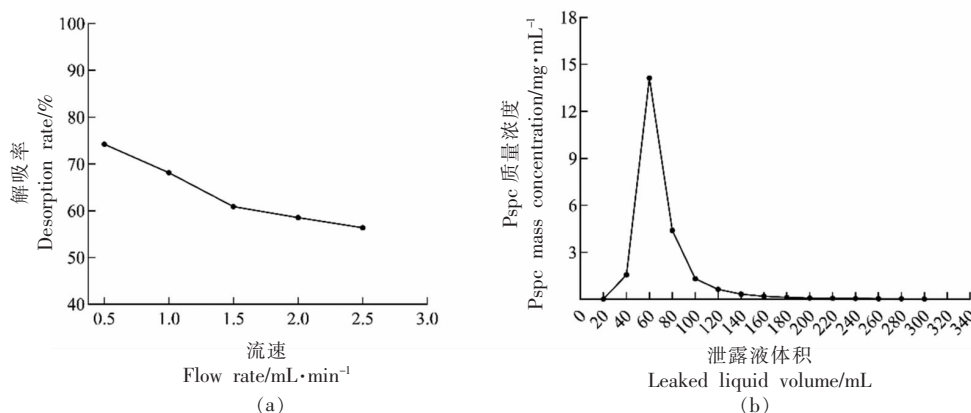 100
90
80
70
60
50
40
0.5 1.0 1.5 2.0 2.5 3.0
解吸率
Desorption rate/%
流速
Flow rate/mL·min⁻¹
(a)
18
15
12
9
6
3
0 20 40 60 80 100 120 140 160 180 200 220 240 260 280 300 320 340
Pspc 质量浓度
Pspc mass concentration/mg·mL⁻¹
泄露液体积
Leaked liquid volume/mL
(b)